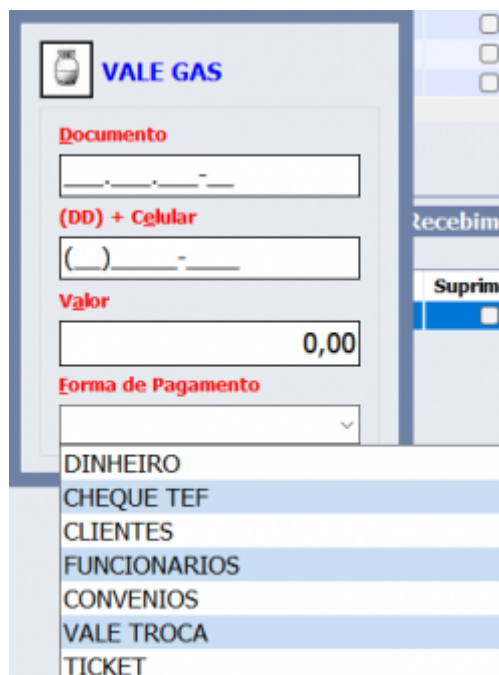 VALE GAS
Documento
___.___.___-__
(DD) + Celular
(__)_____-____
Valor
0,00
Forma de Pagamento
DINHEIRO
CHEQUE TEF
CLIENTES
FUNCIONARIOS
CONVENIOS
VALE TROCA
TICKET
Recebim
Suprim